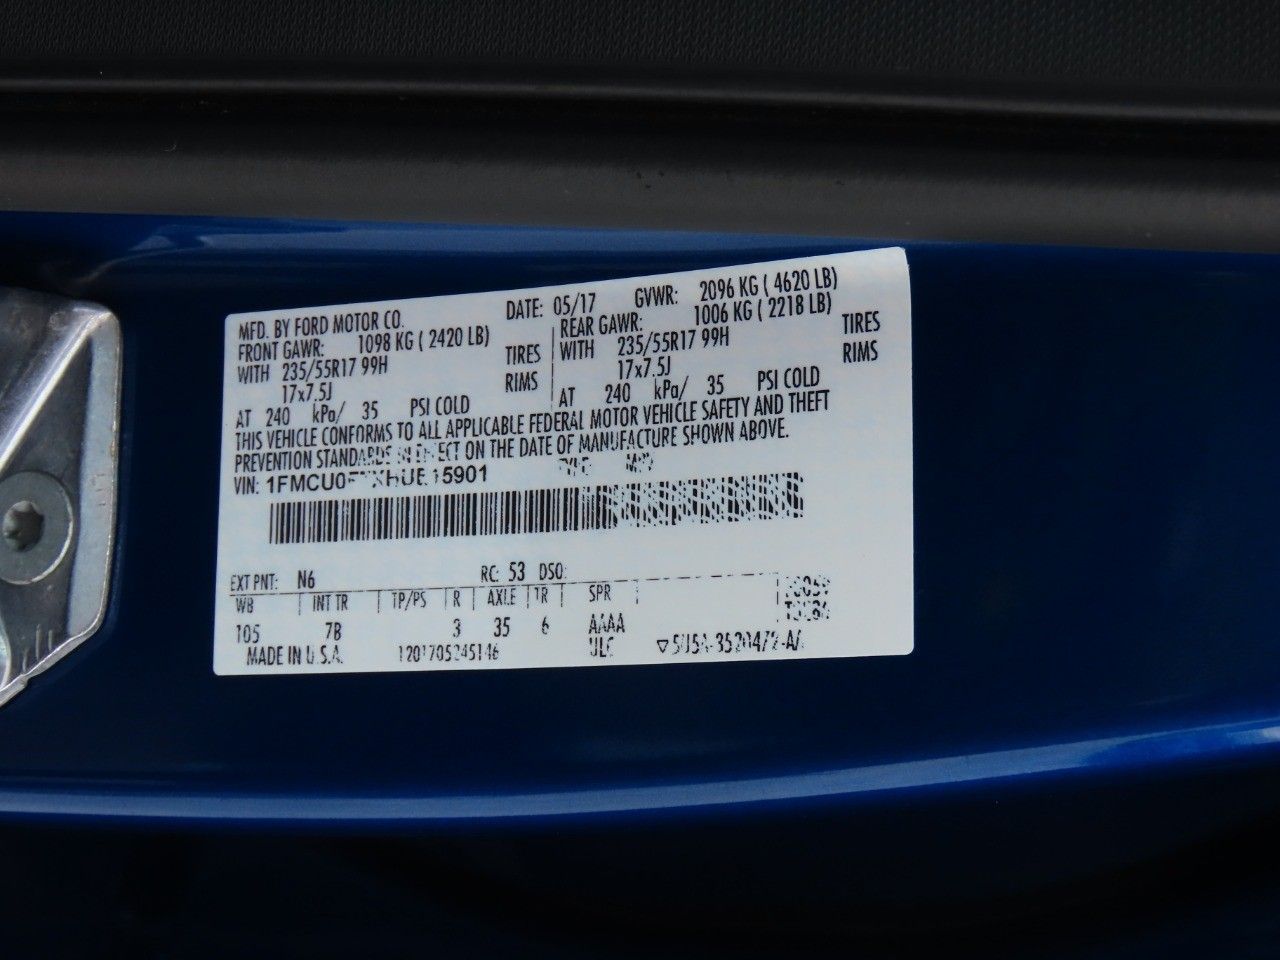 MFD. BY FORD MOTOR CO. DATE: 05/17 GVWR: 2096 KG ( 4620 LB)
FRONT GAWR: 1098 KG ( 2420 LB) REAR GAWR: 1006 KG ( 2218 LB)
WITH 235/55R17 99H TIRES WITH 235/55R17 99H TIRES
17x7.5J RIMS 17x7.5J RIMS
AT 240 kPa/ 35 PSI COLD AT 240 kPa/ 35 PSI COLD
THIS VEHICLE CONFORMS TO ALL APPLICABLE FEDERAL MOTOR VEHICLE SAFETY AND THEFT
PREVENTION STANDARDS IN EFFECT ON THE DATE OF MANUFACTURE SHOWN ABOVE.
VIN: TYPE: MPV
EXT PNT: N6 RC: 53 DSO:
WB INT TR TP/PS R AXLE TR SPR
105 7B 3 35 6 AAAA
MADE IN U.S.A. ULC